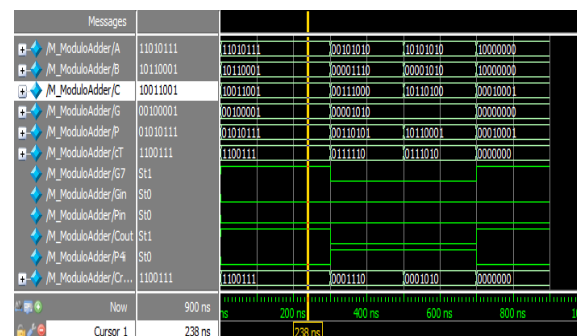 Messages
/M_ModuloAdder/A 11010111 11010111 00101010 10101010 10000000
/M_ModuloAdder/B 10110001 10110001 00001110 00001010 10000000
/M_ModuloAdder/C 10011001 10011001 00111000 10110100 00010001
/M_ModuloAdder/G 00100001 00100001 00001010 00000000
/M_ModuloAdder/P 01010111 01010111 00110101 10110001 00010001
/M_ModuloAdder/cT 1100111 1100111 0111110 0111010 0000000
/M_ModuloAdder/G7 St1
/M_ModuloAdder/Gin St0
/M_ModuloAdder/Pin St0
/M_ModuloAdder/Cout St1
/M_ModuloAdder/P4i St0
/M_ModuloAdder/Cr... 1100111 1100111 0001110 0001010 0000000
Now 900 ns ns 200 ns 400 ns 600 ns 800 ns
Cursor 1 238 ns 238 ns